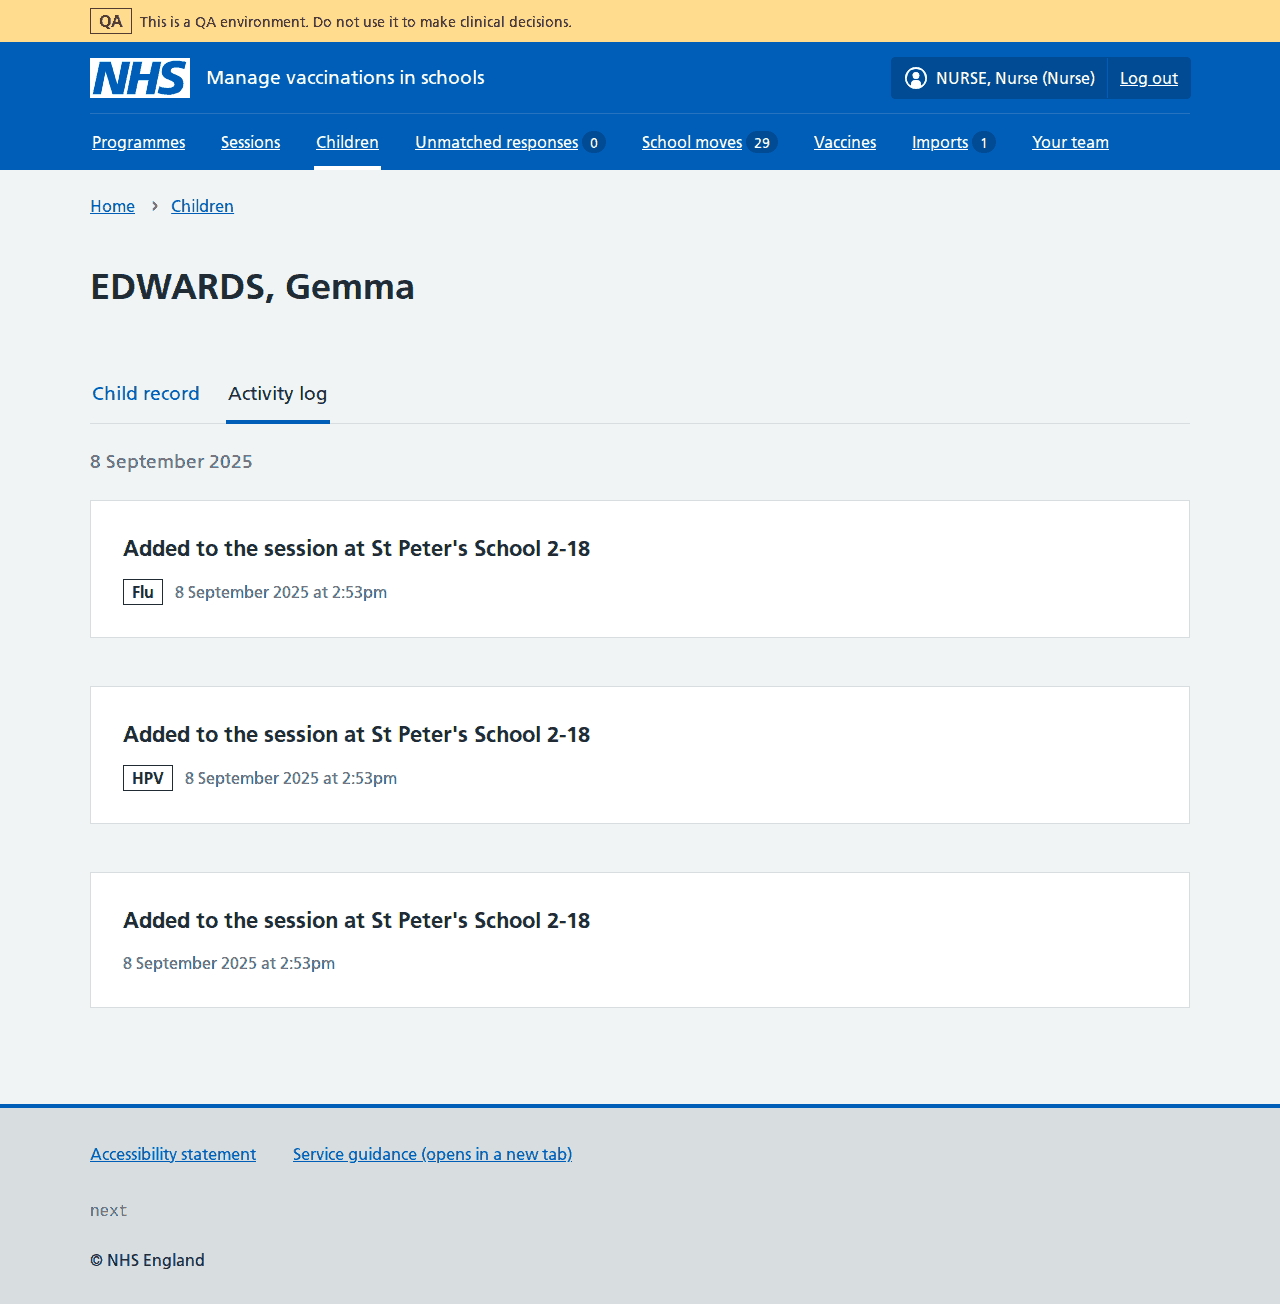 QA This is a QA environment. Do not use it to make clinical decisions.
NHS Manage vaccinations in schools NURSE, Nurse (Nurse) Log out
Programmes Sessions Children Unmatched responses 0 School moves 29 Vaccines Imports 1 Your team
Home Children
EDWARDS, Gemma
Child record Activity log
8 September 2025
Added to the session at St Peter's School 2-18
Flu 8 September 2025 at 2:53pm
Added to the session at St Peter's School 2-18
HPV 8 September 2025 at 2:53pm
Added to the session at St Peter's School 2-18
8 September 2025 at 2:53pm
Accessibility statement Service guidance (opens in a new tab)
next
© NHS England